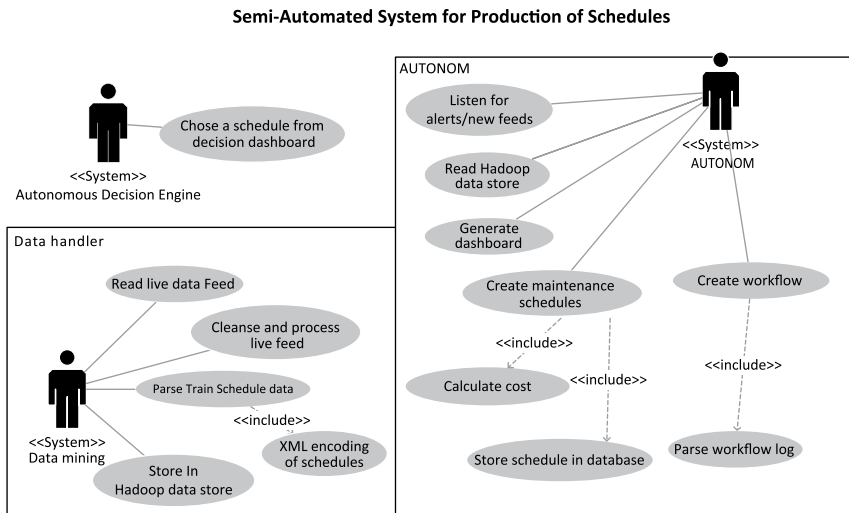 Semi-Automated System for Production of Schedules
Chose a schedule from
decision dashboard
<<System>>
Autonomous Decision Engine
AUTONOM
Listen for
alerts/new feeds
<<System>>
AUTONOM
Read Hadoop
data store
Generate
dashboard
Create maintenance
schedules
Create workflow
<<include>>
<<include>>
<<include>>
Calculate cost
Store schedule in database
Parse workflow log
Data handler
Read live data Feed
Cleanse and process
live feed
Parse Train Schedule data
<<include>>
<<System>>
Data mining
XML encoding
of schedules
Store In
Hadoop data store